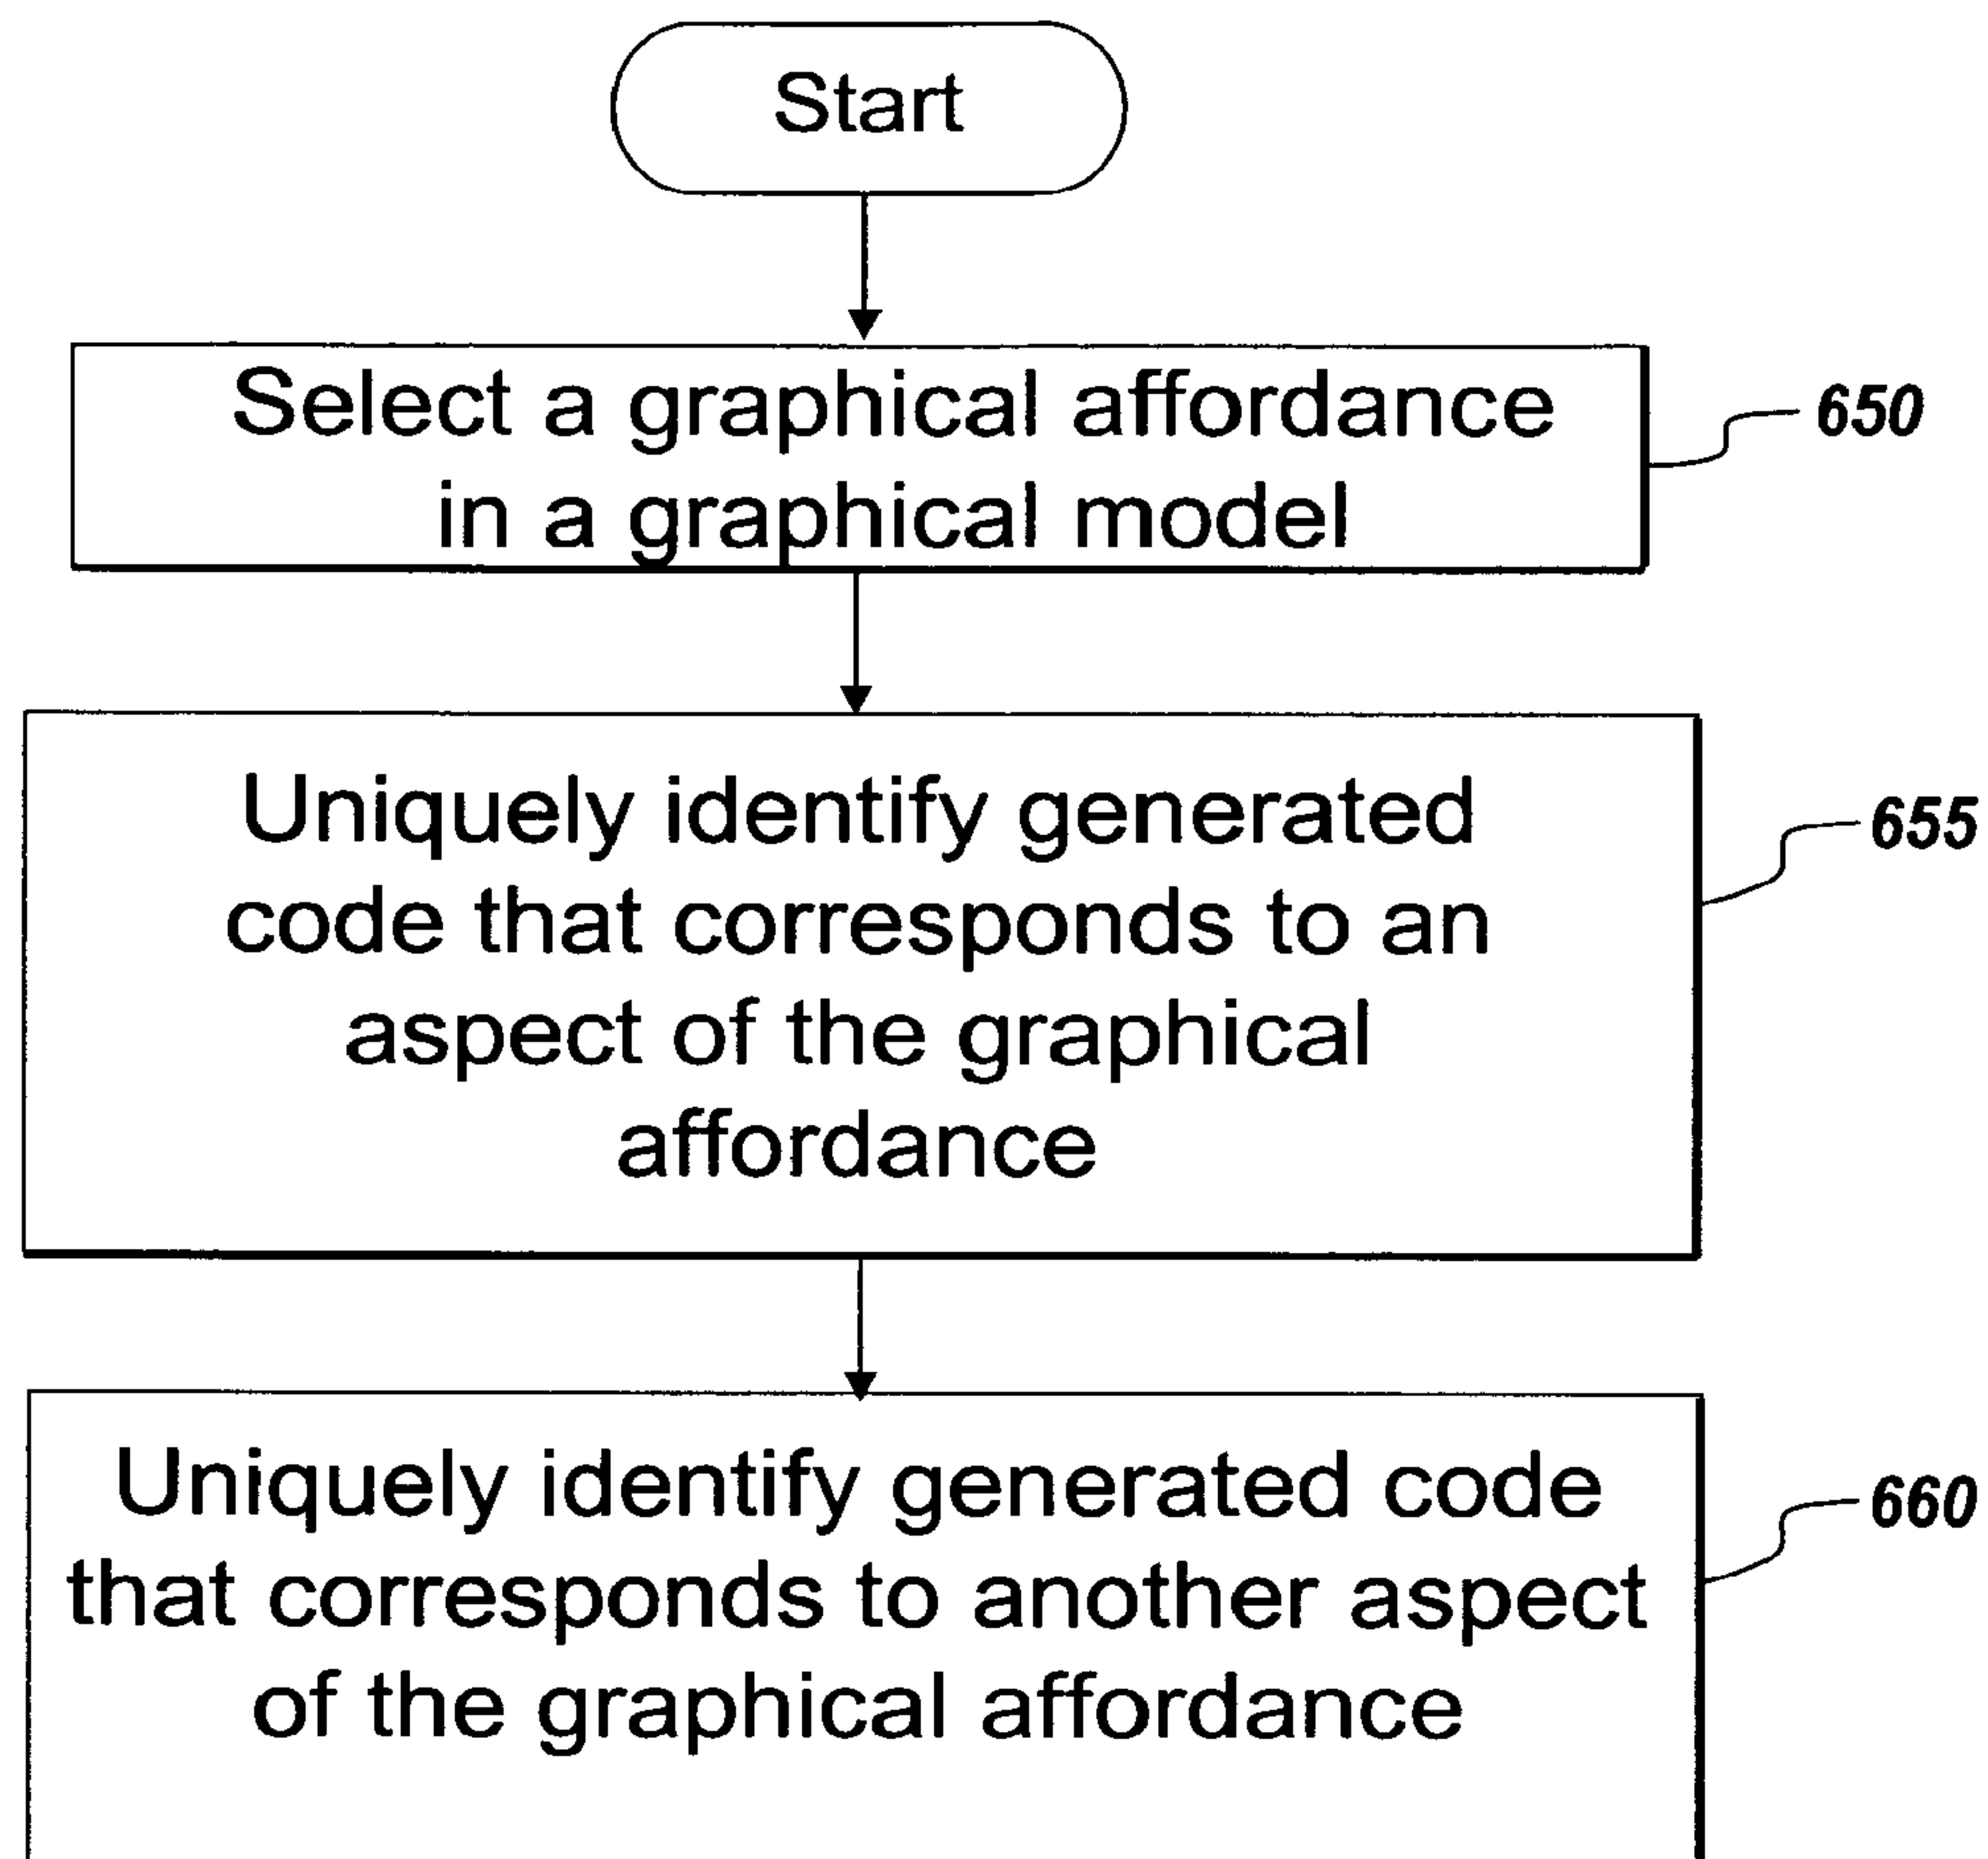 Start
Select a graphical affordance
in a graphical model
650
Uniquely identify generated
code that corresponds to an
aspect of the graphical
affordance
655
Uniquely identify generated code
that corresponds to another aspect
of the graphical affordance
660